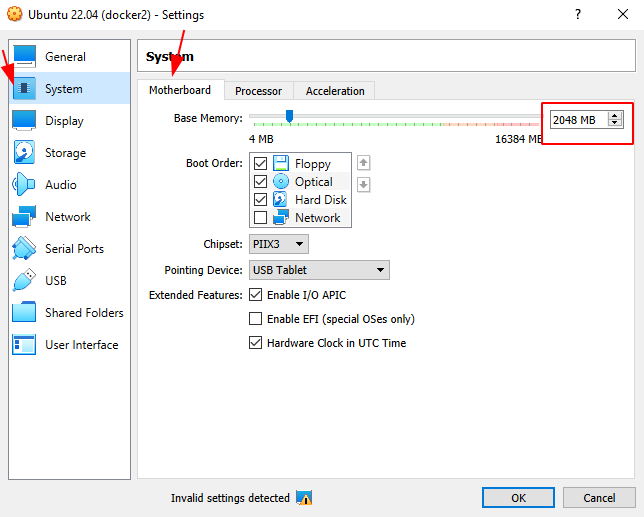 Ubuntu 22.04 (docker2) - Settings
?
General
System
Display
Storage
Audio
Network
Serial Ports
USB
Shared Folders
User Interface
System
Motherboard Processor Acceleration
Base Memory: 2048 MB
4 MB 16384 MB
Boot Order: Floppy
Optical
Hard Disk
Network
Chipset: PIIX3
Pointing Device: USB Tablet
Extended Features: Enable I/O APIC
Enable EFI (special OSes only)
Hardware Clock in UTC Time
Invalid settings detected OK Cancel